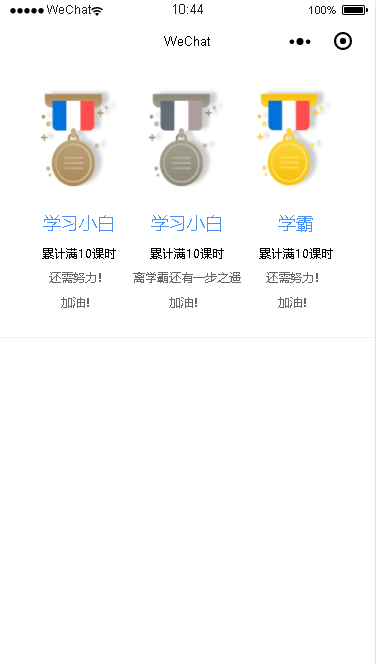 WeChat 10:44 100%
WeChat
学习小白 学习小白 学霸
累计满10课时 累计满10课时 累计满10课时
还需努力! 离学霸还有一步之遥 还需努力!
加油! 加油! 加油!